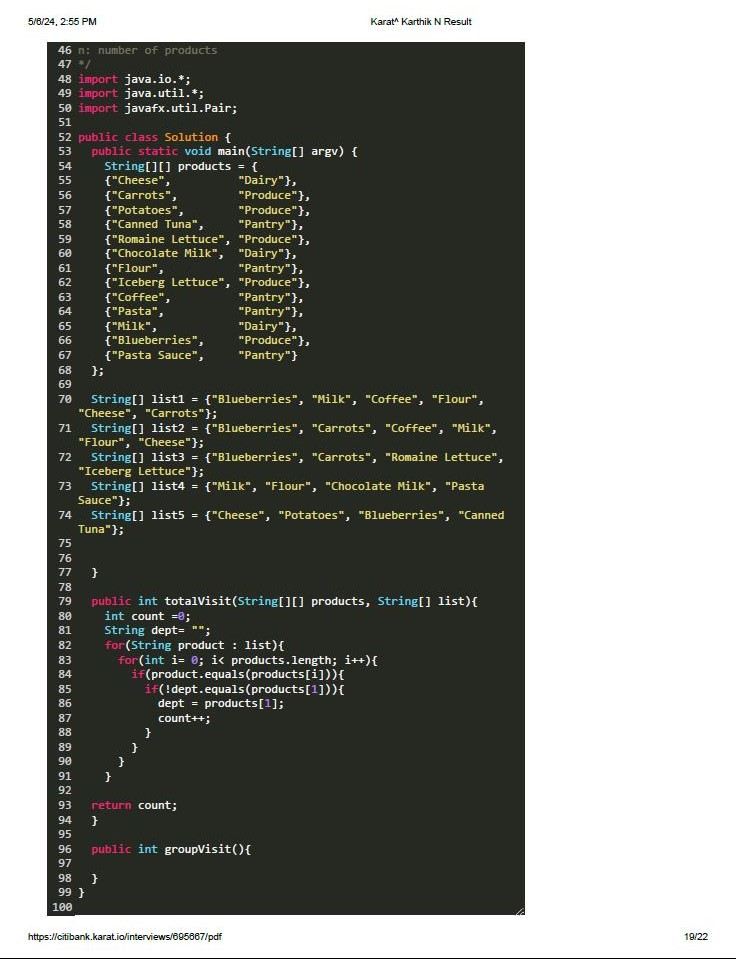 5/6/24, 2:55 PM Karat^ Karthik N Result
46 n: number of products
47 */
48 import java.io.*;
49 import java.util.*;
50 import javafx.util.Pair;
51
52 public class Solution {
53 public static void main(String[] argv) {
54 String[][] products = {
55 {"Cheese", "Dairy"},
56 {"Carrots", "Produce"},
57 {"Potatoes", "Produce"},
58 {"Canned Tuna", "Pantry"},
59 {"Romaine Lettuce", "Produce"},
60 {"Chocolate Milk", "Dairy"},
61 {"Flour", "Pantry"},
62 {"Iceberg Lettuce", "Produce"},
63 {"Coffee", "Pantry"},
64 {"Pasta", "Pantry"},
65 {"Milk", "Dairy"},
66 {"Blueberries", "Produce"},
67 {"Pasta Sauce", "Pantry"}
68 };
69
70 String[] list1 = {"Blueberries", "Milk", "Coffee", "Flour",
"Cheese", "Carrots"};
71 String[] list2 = {"Blueberries", "Carrots", "Coffee", "Milk",
"Flour", "Cheese"};
72 String[] list3 = {"Blueberries", "Carrots", "Romaine Lettuce",
"Iceberg Lettuce"};
73 String[] list4 = {"Milk", "Flour", "Chocolate Milk", "Pasta
Sauce"};
74 String[] list5 = {"Cheese", "Potatoes", "Blueberries", "Canned
Tuna"};
75
76
77 }
78
79 public int totalVisit(String[][] products, String[] list){
80 int count =0;
81 String dept= "";
82 for(String product : list){
83 for(int i= 0; i< products.length; i++){
84 if(product.equals(products[i])){
85 if(!dept.equals(products[1])){
86 dept = products[1];
87 count++;
88 }
89 }
90 }
91 }
92
93 return count;
94 }
95
96 public int groupVisit(){
97
98 }
99 }
100
https://citibank.karat.io/interviews/695667/pdf 19/22